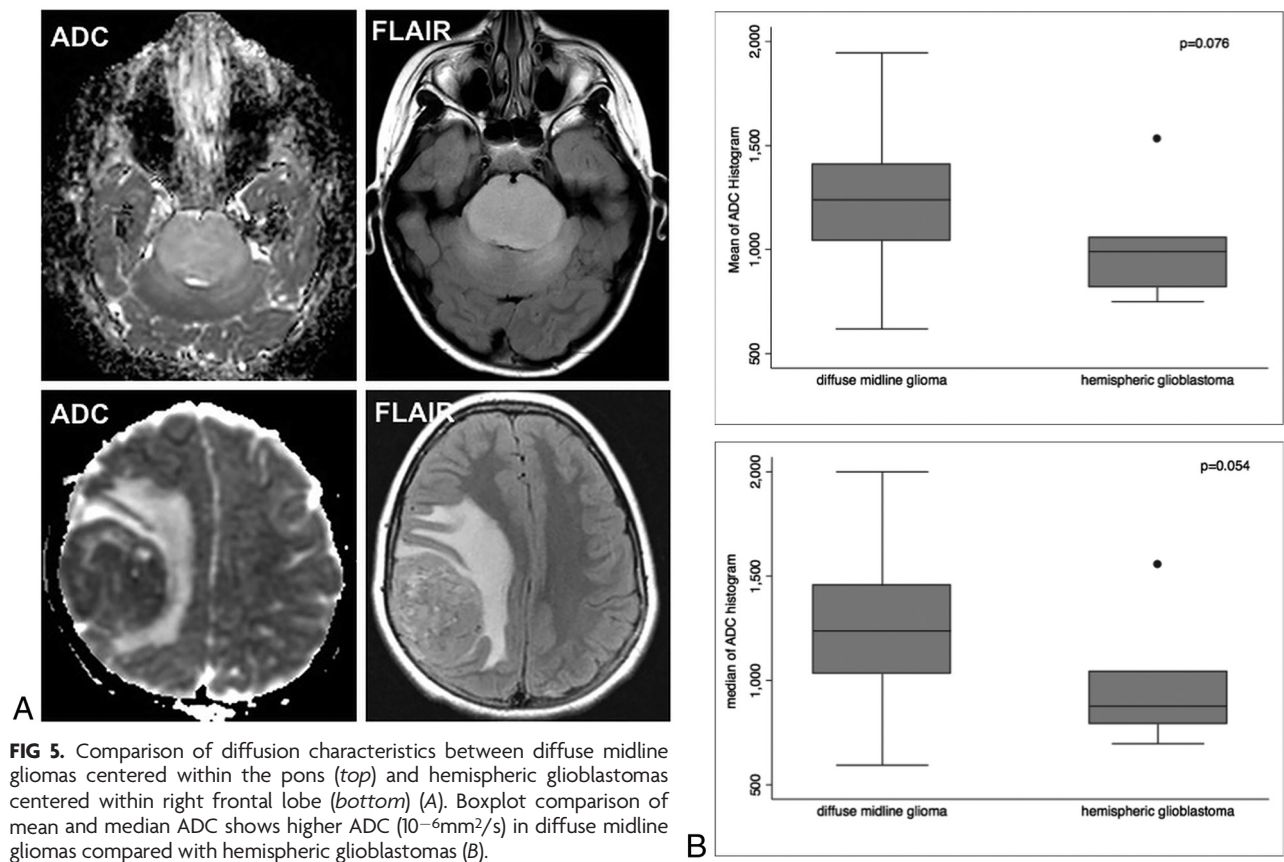 ADC
FLAIR
ADC
FLAIR
A
FIG 5. Comparison of diffusion characteristics between diffuse midline
gliomas centered within the pons (top) and hemispheric glioblastomas
centered within right frontal lobe (bottom) (A). Boxplot comparison of
mean and median ADC shows higher ADC (10−6mm2/s) in diffuse midline
gliomas compared with hemispheric glioblastomas (B).
p=0.076
Mean of ADC Histogram
2,000
1,500
1,000
500
diffuse midline glioma
hemispheric glioblastoma
p=0.054
median of ADC histogram
2,000
1,500
1,000
500
diffuse midline glioma
hemispheric glioblastoma
B